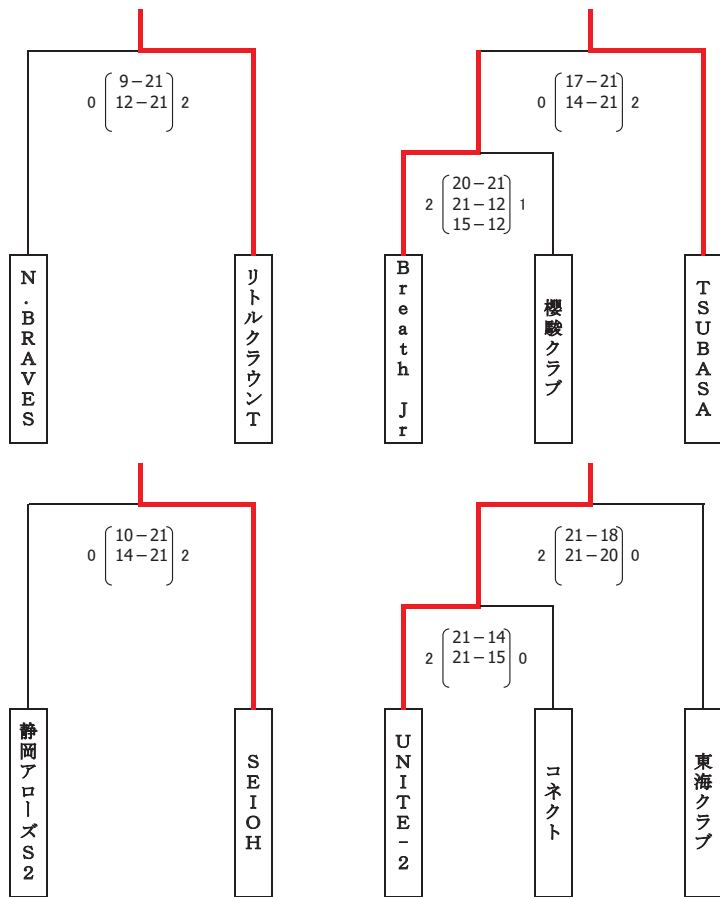 9－21
0 12－21 2
17－21
0 14－21 2
20－21
2 21－12 1
15－12
N.BRAVES
リトルクラウンT
Breath Jr
櫻駿クラブ
TSUBASA
10－21
0 14－21 2
21－18
2 21－20 0
21－14
2 21－15 0
静岡アローズS2
SEIOH
UNITE-2
コネクト
東海クラブ